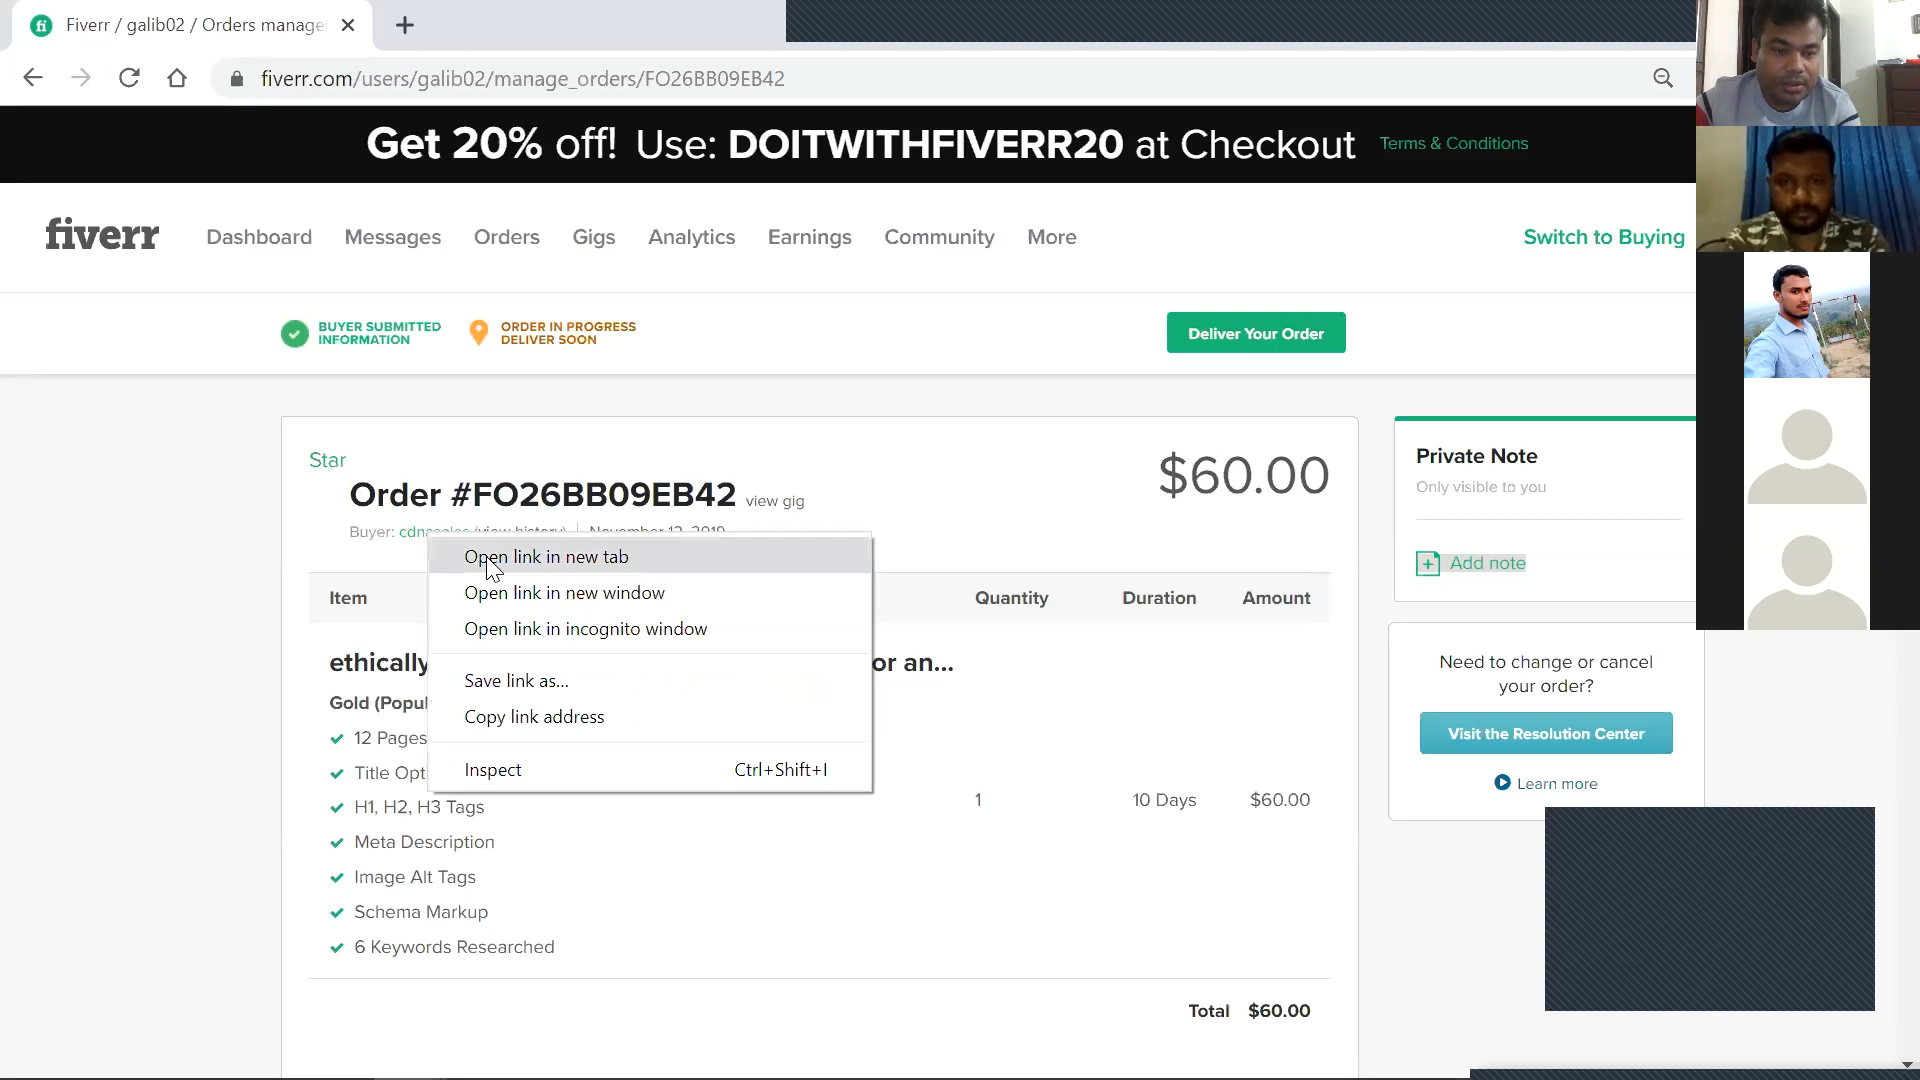 Fiverr / galib02 / Orders manage
fiverr.com/users/galib02/manage_orders/FO26BB09EB42
Get 20% off! Use: DOITWITHFIVERR20 at Checkout Terms & Conditions
fiverr Dashboard Messages Orders Gigs Analytics Earnings Community More Switch to Buying
BUYER SUBMITTED
INFORMATION
ORDER IN PROGRESS
DELIVER SOON
Deliver Your Order
Star
Order #FO26BB09EB42 view gig
$60.00
Buyer: (view history) November 12, 2019
Open link in new tab
Open link in new window
Open link in incognito window
Save link as...
Copy link address
Inspect Ctrl+Shift+I
Item Quantity Duration Amount
ethically or an...
Gold (Popul
12 Pages
Title Opt
H1, H2, H3 Tags
Meta Description
Image Alt Tags
Schema Markup
6 Keywords Researched
1 10 Days $60.00
Total $60.00
Private Note
Only visible to you
Add note
Need to change or cancel
your order?
Visit the Resolution Center
Learn more